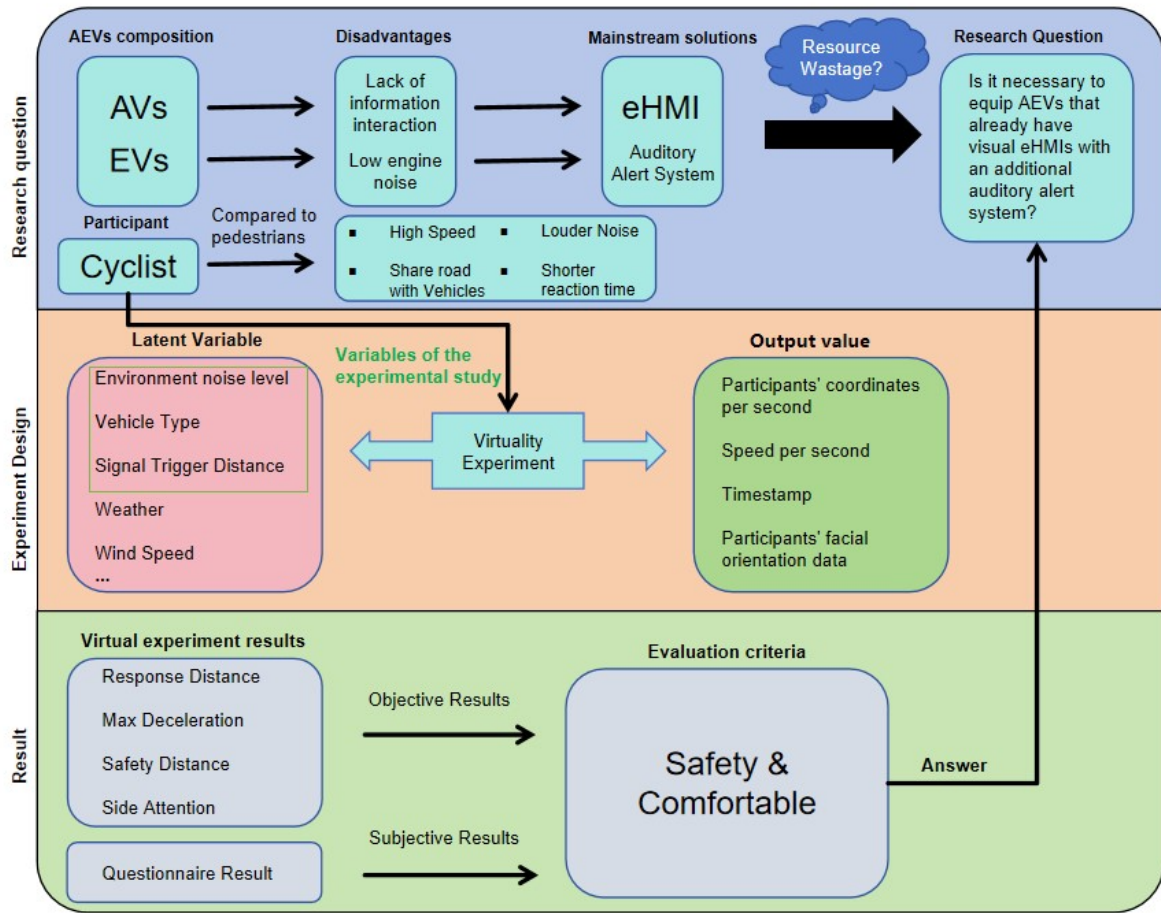 Research question
AEVs composition
Disadvantages
Mainstream solutions
Resource
Wastage?
Research Question
AVs
EVs
Lack of
information
interaction
Low engine
noise
eHMI
Auditory
Alert System
Is it necessary to
equip AEVs that
already have
visual eHMIs with
an additional
auditory alert
system?
Participant
Cyclist
Compared to
pedestrians
▪ High Speed
▪ Louder Noise
▪ Share road
with Vehicles
▪ Shorter
reaction time
Experiment Design
Latent Variable
Environment noise level
Vehicle Type
Signal Trigger Distance
Weather
Wind Speed
...
Variables of the
experimental study
Virtuality
Experiment
Output value
Participants' coordinates
per second
Speed per second
Timestamp
Participants' facial
orientation data
Result
Virtual experiment results
Response Distance
Max Deceleration
Safety Distance
Side Attention
Questionnaire Result
Objective Results
Subjective Results
Evaluation criteria
Safety &
Comfortable
Answer